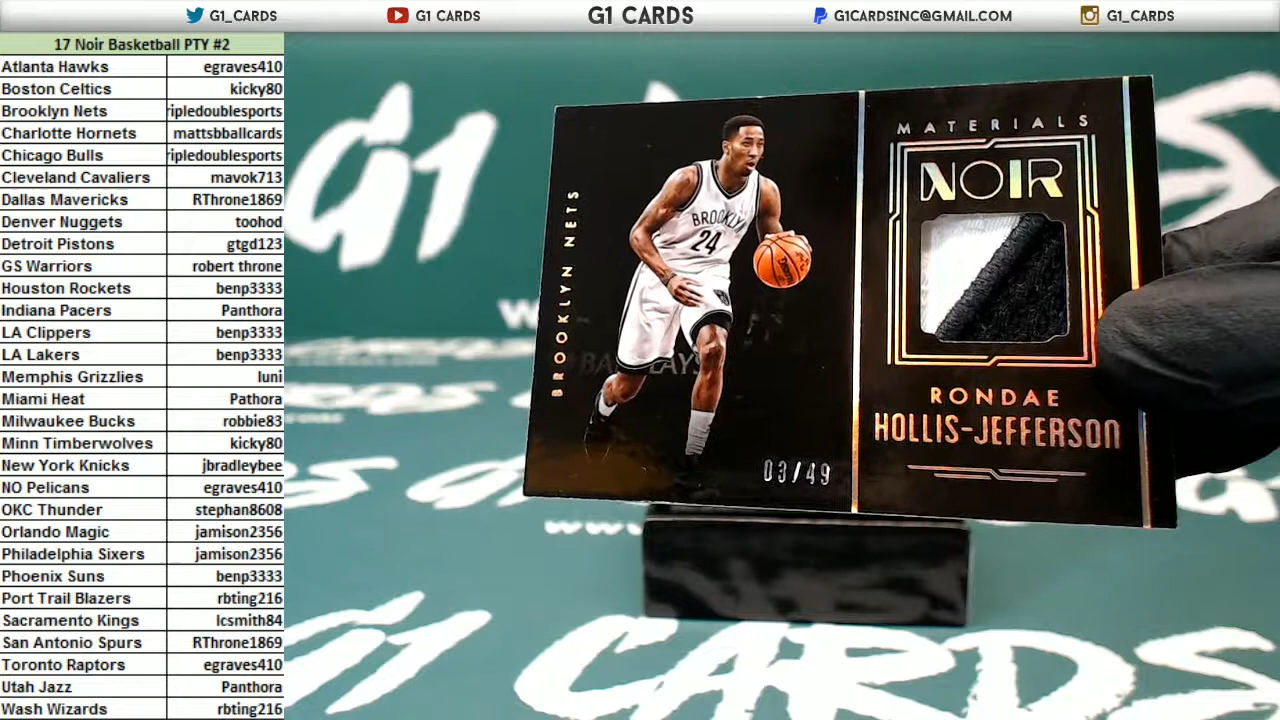 G1_CARDS
G1 CARDS
G1 CARDS
G1CARDSINC@GMAIL.COM
G1_CARDS
17 Noir Basketball PTY #2
Atlanta Hawks egraves410
Boston Celtics kicky80
Brooklyn Nets ripledoublesports
Charlotte Hornets mattsbballcards
Chicago Bulls ripledoublesports
Cleveland Cavaliers mavok713
Dallas Mavericks RThrone1869
Denver Nuggets toohod
Detroit Pistons gtgd123
GS Warriors robert throne
Houston Rockets benp3333
Indiana Pacers Panthora
LA Clippers benp3333
LA Lakers benp3333
Memphis Grizzlies luni
Miami Heat Pathora
Milwaukee Bucks robbie83
Minn Timberwolves kicky80
New York Knicks jbradleybee
NO Pelicans egraves410
OKC Thunder stephan8608
Orlando Magic jamison2356
Philadelphia Sixers jamison2356
Phoenix Suns benp3333
Port Trail Blazers rbting216
Sacramento Kings lcsmith84
San Antonio Spurs RThrone1869
Toronto Raptors egraves410
Utah Jazz Panthora
Wash Wizards rbting216
G1
BROOKLYN NETS
BROOKLYN
24
03/49
MATERIALS
NOIR
RONDAE
HOLLIS-JEFFERSON
G1 CARDS